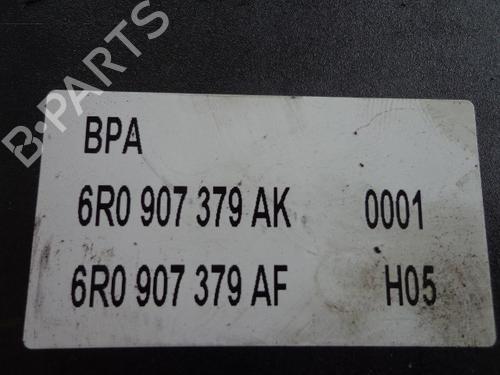 B-PARTS
BPA
6R0 907 379 AK 0001
6R0 907 379 AF H05